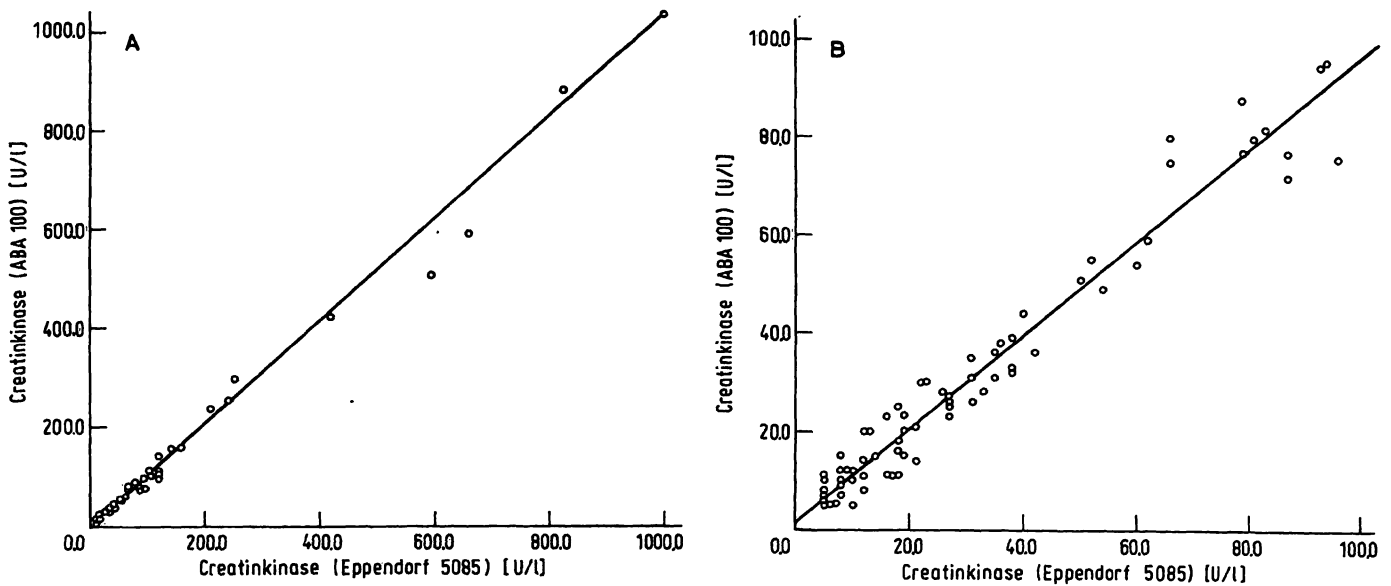 A
1000.0
800.0
600.0
400.0
200.0
0.0 200.0 400.0 600.0 800.0 1000.0
Creatinkinase (ABA 100) [U/l]
Creatinkinase (Eppendorf 5085) [U/l]
B
100.0
80.0
60.0
40.0
20.0
0.0 20.0 40.0 60.0 80.0 100.0
Creatinkinase (ABA 100) [U/l]
Creatinkinase (Eppendorf 5085) [U/l]